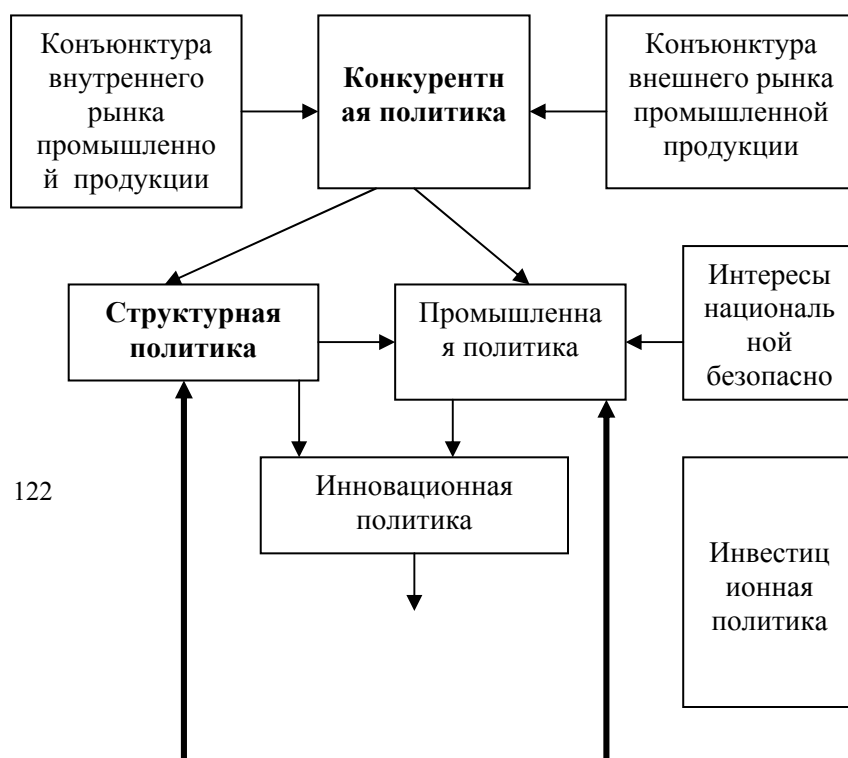 Конъюнктура
внутреннего
рынка
промышленно
й продукции
Конкурентн
ая политика
Конъюнктура
внешнего рынка
промышленной
продукции
Структурная
политика
Промышленна
я политика
Интересы
националь
ной
безопасно
122
Инновационная
политика
Инвестиц
ионная
политика